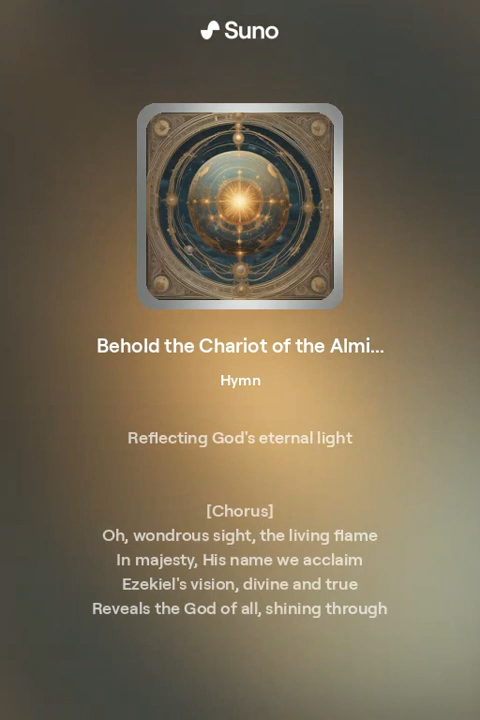 Suno
Behold the Chariot of the Almi...
Hymn
Reflecting God's eternal light
[Chorus]
Oh, wondrous sight, the living flame
In majesty, His name we acclaim
Ezekiel's vision, divine and true
Reveals the God of all, shining through